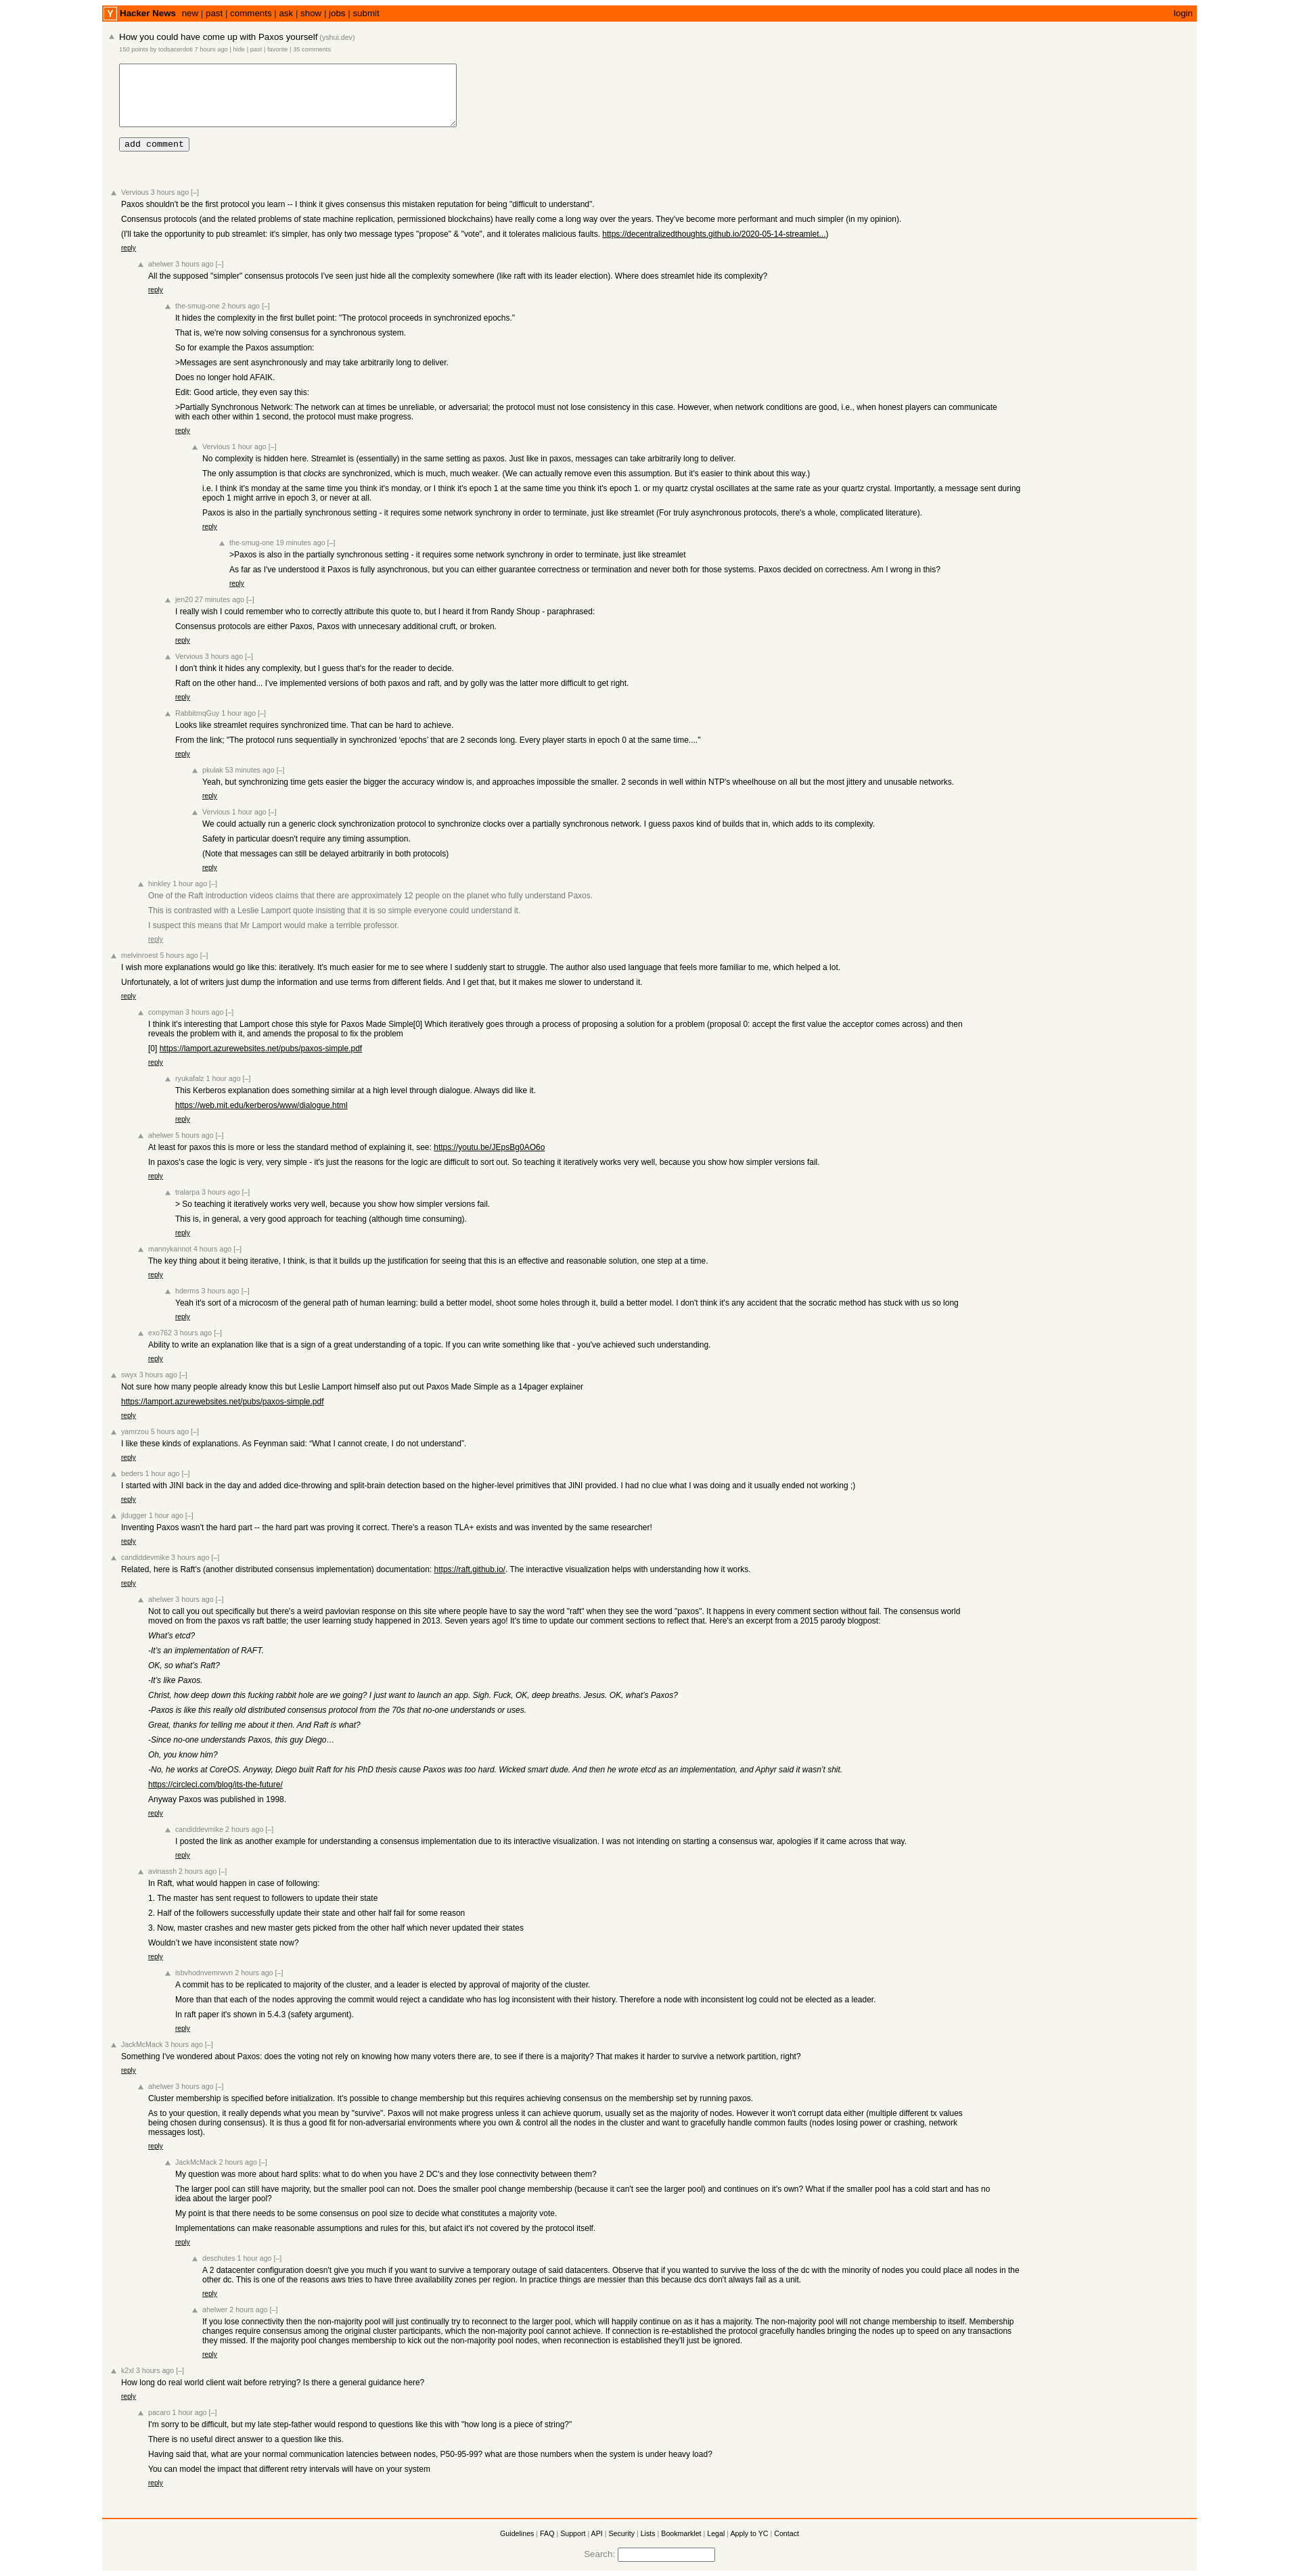 Y Hacker News new | past | comments | ask | show | jobs | submit login
How you could have come up with Paxos yourself (yshui.dev)
150 points by todsacerdoti 7 hours ago | hide | past | favorite | 35 comments
add comment
Vervious 3 hours ago [–]
Paxos shouldn't be the first protocol you learn -- I think it gives consensus this mistaken reputation for being "difficult to understand".
Consensus protocols (and the related problems of state machine replication, permissioned blockchains) have really come a long way over the years. They've become more performant and much simpler (in my opinion).
(I'll take the opportunity to pub streamlet: it's simpler, has only two message types "propose" & "vote", and it tolerates malicious faults. https://decentralizedthoughts.github.io/2020-05-14-streamlet...)
reply
ahelwer 3 hours ago [–]
All the supposed "simpler" consensus protocols I've seen just hide all the complexity somewhere (like raft with its leader election). Where does streamlet hide its complexity?
reply
the-smug-one 2 hours ago [–]
It hides the complexity in the first bullet point: "The protocol proceeds in synchronized epochs."
That is, we're now solving consensus for a synchronous system.
So for example the Paxos assumption:
>Messages are sent asynchronously and may take arbitrarily long to deliver.
Does no longer hold AFAIK.
Edit: Good article, they even say this:
>Partially Synchronous Network: The network can at times be unreliable, or adversarial; the protocol must not lose consistency in this case. However, when network conditions are good, i.e., when honest players can communicate
with each other within 1 second, the protocol must make progress.
reply
Vervious 1 hour ago [–]
No complexity is hidden here. Streamlet is (essentially) in the same setting as paxos. Just like in paxos, messages can take arbitrarily long to deliver.
The only assumption is that clocks are synchronized, which is much, much weaker. (We can actually remove even this assumption. But it's easier to think about this way.)
i.e. I think it's monday at the same time you think it's monday, or I think it's epoch 1 at the same time you think it's epoch 1. or my quartz crystal oscillates at the same rate as your quartz crystal. Importantly, a message sent during
epoch 1 might arrive in epoch 3, or never at all.
Paxos is also in the partially synchronous setting - it requires some network synchrony in order to terminate, just like streamlet (For truly asynchronous protocols, there's a whole, complicated literature).
reply
the-smug-one 19 minutes ago [–]
>Paxos is also in the partially synchronous setting - it requires some network synchrony in order to terminate, just like streamlet
As far as I've understood it Paxos is fully asynchronous, but you can either guarantee correctness or termination and never both for those systems. Paxos decided on correctness. Am I wrong in this?
reply
jen20 27 minutes ago [–]
I really wish I could remember who to correctly attribute this quote to, but I heard it from Randy Shoup - paraphrased:
Consensus protocols are either Paxos, Paxos with unnecesary additional cruft, or broken.
reply
Vervious 3 hours ago [–]
I don't think it hides any complexity, but I guess that's for the reader to decide.
Raft on the other hand... I've implemented versions of both paxos and raft, and by golly was the latter more difficult to get right.
reply
RabbitmqGuy 1 hour ago [–]
Looks like streamlet requires synchronized time. That can be hard to achieve.
From the link; "The protocol runs sequentially in synchronized ‘epochs’ that are 2 seconds long. Every player starts in epoch 0 at the same time...."
reply
pkulak 53 minutes ago [–]
Yeah, but synchronizing time gets easier the bigger the accuracy window is, and approaches impossible the smaller. 2 seconds in well within NTP's wheelhouse on all but the most jittery and unusable networks.
reply
Vervious 1 hour ago [–]
We could actually run a generic clock synchronization protocol to synchronize clocks over a partially synchronous network. I guess paxos kind of builds that in, which adds to its complexity.
Safety in particular doesn't require any timing assumption.
(Note that messages can still be delayed arbitrarily in both protocols)
reply
hinkley 1 hour ago [–]
One of the Raft introduction videos claims that there are approximately 12 people on the planet who fully understand Paxos.
This is contrasted with a Leslie Lamport quote insisting that it is so simple everyone could understand it.
I suspect this means that Mr Lamport would make a terrible professor.
reply
melvinroest 5 hours ago [–]
I wish more explanations would go like this: iteratively. It's much easier for me to see where I suddenly start to struggle. The author also used language that feels more familiar to me, which helped a lot.
Unfortunately, a lot of writers just dump the information and use terms from different fields. And I get that, but it makes me slower to understand it.
reply
compyman 3 hours ago [–]
I think it's interesting that Lamport chose this style for Paxos Made Simple[0] Which iteratively goes through a process of proposing a solution for a problem (proposal 0: accept the first value the acceptor comes across) and then
reveals the problem with it, and amends the proposal to fix the problem
[0] https://lamport.azurewebsites.net/pubs/paxos-simple.pdf
reply
ryukafalz 1 hour ago [–]
This Kerberos explanation does something similar at a high level through dialogue. Always did like it.
https://web.mit.edu/kerberos/www/dialogue.html
reply
ahelwer 5 hours ago [–]
At least for paxos this is more or less the standard method of explaining it, see: https://youtu.be/JEpsBg0AO6o
In paxos's case the logic is very, very simple - it's just the reasons for the logic are difficult to sort out. So teaching it iteratively works very well, because you show how simpler versions fail.
reply
tralarpa 3 hours ago [–]
> So teaching it iteratively works very well, because you show how simpler versions fail.
This is, in general, a very good approach for teaching (although time consuming).
reply
mannykannot 4 hours ago [–]
The key thing about it being iterative, I think, is that it builds up the justification for seeing that this is an effective and reasonable solution, one step at a time.
reply
hderms 3 hours ago [–]
Yeah it's sort of a microcosm of the general path of human learning: build a better model, shoot some holes through it, build a better model. I don't think it's any accident that the socratic method has stuck with us so long
reply
exo762 3 hours ago [–]
Ability to write an explanation like that is a sign of a great understanding of a topic. If you can write something like that - you've achieved such understanding.
reply
swyx 3 hours ago [–]
Not sure how many people already know this but Leslie Lamport himself also put out Paxos Made Simple as a 14pager explainer
https://lamport.azurewebsites.net/pubs/paxos-simple.pdf
reply
yamrzou 5 hours ago [–]
I like these kinds of explanations. As Feynman said: “What I cannot create, I do not understand”.
reply
beders 1 hour ago [–]
I started with JINI back in the day and added dice-throwing and split-brain detection based on the higher-level primitives that JINI provided. I had no clue what I was doing and it usually ended not working ;)
reply
jldugger 1 hour ago [–]
Inventing Paxos wasn't the hard part -- the hard part was proving it correct. There's a reason TLA+ exists and was invented by the same researcher!
reply
candiddevmike 3 hours ago [–]
Related, here is Raft's (another distributed consensus implementation) documentation: https://raft.github.io/. The interactive visualization helps with understanding how it works.
reply
ahelwer 3 hours ago [–]
Not to call you out specifically but there's a weird pavlovian response on this site where people have to say the word "raft" when they see the word "paxos". It happens in every comment section without fail. The consensus world
moved on from the paxos vs raft battle; the user learning study happened in 2013. Seven years ago! It's time to update our comment sections to reflect that. Here's an excerpt from a 2015 parody blogpost:
What’s etcd?
-It’s an implementation of RAFT.
OK, so what’s Raft?
-It’s like Paxos.
Christ, how deep down this fucking rabbit hole are we going? I just want to launch an app. Sigh. Fuck, OK, deep breaths. Jesus. OK, what’s Paxos?
-Paxos is like this really old distributed consensus protocol from the 70s that no-one understands or uses.
Great, thanks for telling me about it then. And Raft is what?
-Since no-one understands Paxos, this guy Diego…
Oh, you know him?
-No, he works at CoreOS. Anyway, Diego built Raft for his PhD thesis cause Paxos was too hard. Wicked smart dude. And then he wrote etcd as an implementation, and Aphyr said it wasn’t shit.
https://circleci.com/blog/its-the-future/
Anyway Paxos was published in 1998.
reply
candiddevmike 2 hours ago [–]
I posted the link as another example for understanding a consensus implementation due to its interactive visualization. I was not intending on starting a consensus war, apologies if it came across that way.
reply
avinassh 2 hours ago [–]
In Raft, what would happen in case of following:
1. The master has sent request to followers to update their state
2. Half of the followers successfully update their state and other half fail for some reason
3. Now, master crashes and new master gets picked from the other half which never updated their states
Wouldn’t we have inconsistent state now?
reply
isbvhodnvemrwvn 2 hours ago [–]
A commit has to be replicated to majority of the cluster, and a leader is elected by approval of majority of the cluster.
More than that each of the nodes approving the commit would reject a candidate who has log inconsistent with their history. Therefore a node with inconsistent log could not be elected as a leader.
In raft paper it's shown in 5.4.3 (safety argument).
reply
JackMcMack 3 hours ago [–]
Something I've wondered about Paxos: does the voting not rely on knowing how many voters there are, to see if there is a majority? That makes it harder to survive a network partition, right?
reply
ahelwer 3 hours ago [–]
Cluster membership is specified before initialization. It's possible to change membership but this requires achieving consensus on the membership set by running paxos.
As to your question, it really depends what you mean by "survive". Paxos will not make progress unless it can achieve quorum, usually set as the majority of nodes. However it won't corrupt data either (multiple different tx values
being chosen during consensus). It is thus a good fit for non-adversarial environments where you own & control all the nodes in the cluster and want to gracefully handle common faults (nodes losing power or crashing, network
messages lost).
reply
JackMcMack 2 hours ago [–]
My question was more about hard splits: what to do when you have 2 DC's and they lose connectivity between them?
The larger pool can still have majority, but the smaller pool can not. Does the smaller pool change membership (because it can't see the larger pool) and continues on it's own? What if the smaller pool has a cold start and has no
idea about the larger pool?
My point is that there needs to be some consensus on pool size to decide what constitutes a majority vote.
Implementations can make reasonable assumptions and rules for this, but afaict it's not covered by the protocol itself.
reply
deschutes 1 hour ago [–]
A 2 datacenter configuration doesn't give you much if you want to survive a temporary outage of said datacenters. Observe that if you wanted to survive the loss of the dc with the minority of nodes you could place all nodes in the
other dc. This is one of the reasons aws tries to have three availability zones per region. In practice things are messier than this because dcs don't always fail as a unit.
reply
ahelwer 2 hours ago [–]
If you lose connectivity then the non-majority pool will just continually try to reconnect to the larger pool, which will happily continue on as it has a majority. The non-majority pool will not change membership to itself. Membership
changes require consensus among the original cluster participants, which the non-majority pool cannot achieve. If connection is re-established the protocol gracefully handles bringing the nodes up to speed on any transactions
they missed. If the majority pool changes membership to kick out the non-majority pool nodes, when reconnection is established they'll just be ignored.
reply
k2xl 3 hours ago [–]
How long do real world client wait before retrying? Is there a general guidance here?
reply
pacaro 1 hour ago [–]
I'm sorry to be difficult, but my late step-father would respond to questions like this with "how long is a piece of string?"
There is no useful direct answer to a question like this.
Having said that, what are your normal communication latencies between nodes, P50-95-99? what are those numbers when the system is under heavy load?
You can model the impact that different retry intervals will have on your system
reply
Guidelines | FAQ | Support | API | Security | Lists | Bookmarklet | Legal | Apply to YC | Contact
Search: